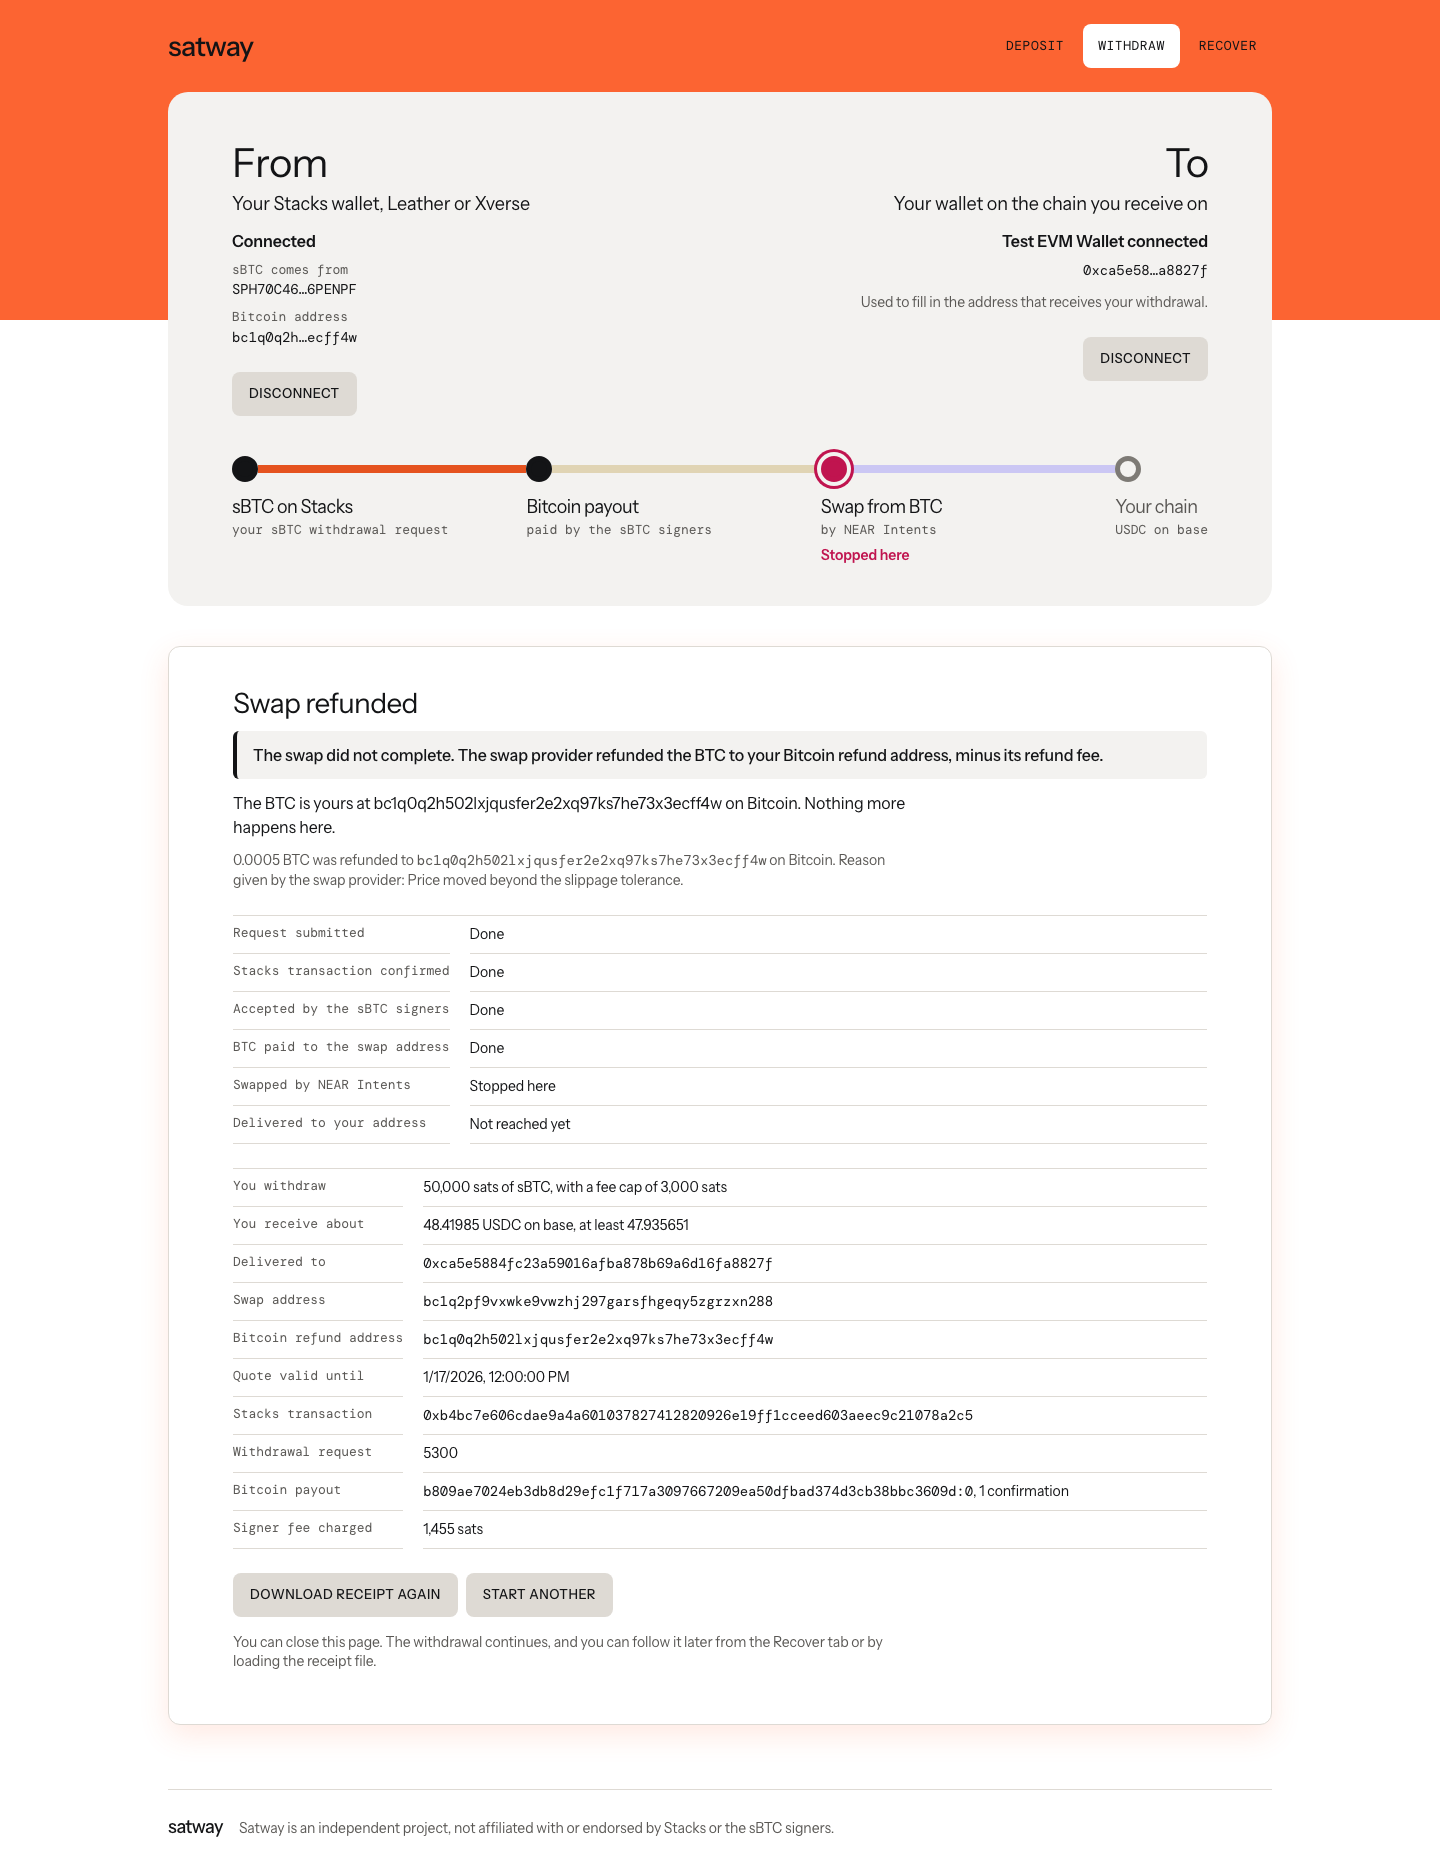 satway
DEPOSIT
WITHDRAW
RECOVER
From
To
Your Stacks wallet, Leather or Xverse
Your wallet on the chain you receive on
Connected
Test EVM Wallet connected
sBTC comes from
SPH70C46…6PENPF
0xca5e58…a8827f
Bitcoin address
bc1q0q2h…ecff4w
Used to fill in the address that receives your withdrawal.
DISCONNECT
DISCONNECT
sBTC on Stacks
your sBTC withdrawal request
Bitcoin payout
paid by the sBTC signers
Swap from BTC
by NEAR Intents
Stopped here
Your chain
USDC on base
Swap refunded
The swap did not complete. The swap provider refunded the BTC to your Bitcoin refund address, minus its refund fee.
The BTC is yours at bc1q0q2h502lxjqusfer2e2xq97ks7he73x3ecff4w on Bitcoin. Nothing more
happens here.
0.0005 BTC was refunded to bc1q0q2h502lxjqusfer2e2xq97ks7he73x3ecff4w on Bitcoin. Reason
given by the swap provider: Price moved beyond the slippage tolerance.
Request submitted Done
Stacks transaction confirmed Done
Accepted by the sBTC signers Done
BTC paid to the swap address Done
Swapped by NEAR Intents Stopped here
Delivered to your address Not reached yet
You withdraw 50,000 sats of sBTC, with a fee cap of 3,000 sats
You receive about 48.41985 USDC on base, at least 47.935651
Delivered to 0xca5e5884fc23a59016afba878b69a6d16fa8827f
Swap address bc1q2pf9vxwke9vwzhj297garsfhgeqy5zgrzxn288
Bitcoin refund address bc1q0q2h502lxjqusfer2e2xq97ks7he73x3ecff4w
Quote valid until 1/17/2026, 12:00:00 PM
Stacks transaction 0xb4bc7e606cdae9a4a601037827412820926e19ff1cceed603aeec9c21078a2c5
Withdrawal request 5300
Bitcoin payout b809ae7024eb3db8d29efc1f717a3097667209ea50dfbad374d3cb38bbc3609d:0, 1 confirmation
Signer fee charged 1,455 sats
DOWNLOAD RECEIPT AGAIN
START ANOTHER
You can close this page. The withdrawal continues, and you can follow it later from the Recover tab or by
loading the receipt file.
satway
Satway is an independent project, not affiliated with or endorsed by Stacks or the sBTC signers.